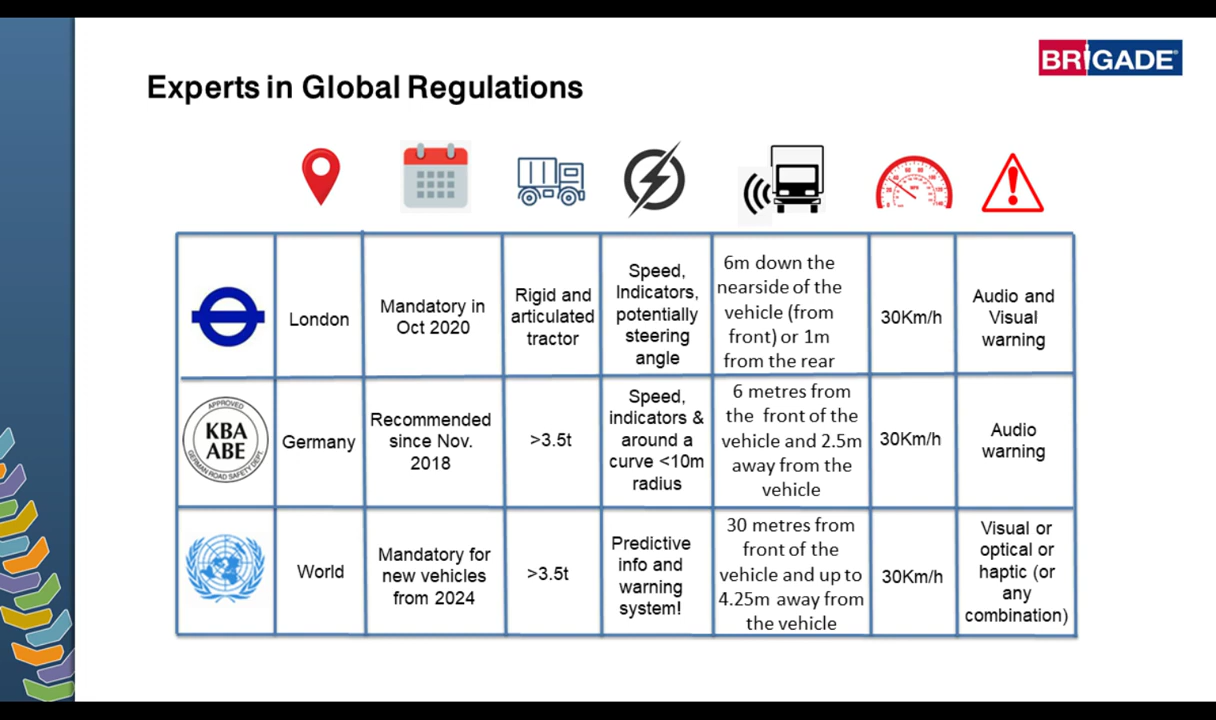 BRIGADE
Experts in Global Regulations
London
Mandatory in
Oct 2020
Rigid and
articulated
tractor
Speed,
Indicators,
potentially
steering
angle
6m down the
nearside of the
vehicle (from
front) or 1m
from the rear
30Km/h
Audio and
Visual
warning
APPROVED
KBA
ABE
GERMAN ROAD SAFETY DEPT.
Germany
Recommended
since Nov.
2018
>3.5t
Speed,
indicators &
around a
curve <10m
radius
6 metres from
the front of the
vehicle and 2.5m
away from the
vehicle
30Km/h
Audio
warning
World
Mandatory for
new vehicles
from 2024
>3.5t
Predictive
info and
warning
system!
30 metres from
front of the
vehicle and up to
4.25m away from
the vehicle
30Km/h
Visual or
optical or
haptic (or
any
combination)